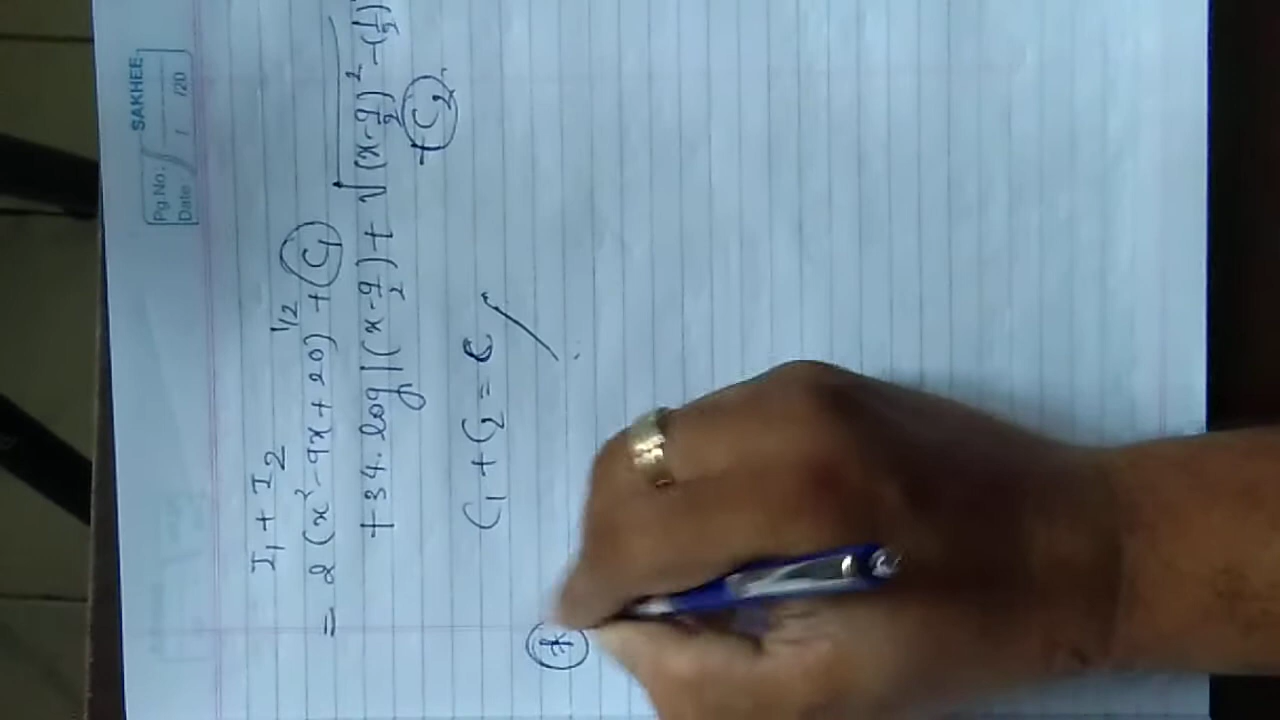 SAKHEE
Pg.No:
Date / /20
I₁ + I₂
= 2 (x² - 9x + 20)^1/2 + C₁
+ 34. log |(x - 9/2) + √(x - 9/2)² - (1/2)
+ C₂
C₁ + C₂ = C
*